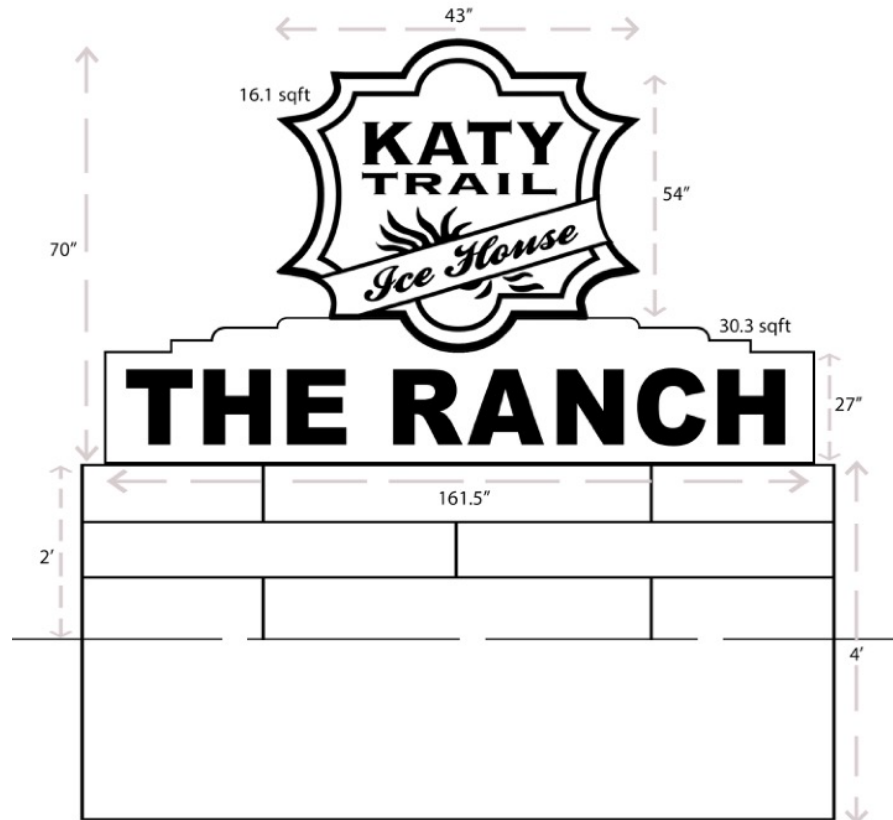 43”
16.1 sqft
KATY
TRAIL
54”
70”
Ice House
30.3 sqft
THE RANCH
27”
161.5”
2’
4’